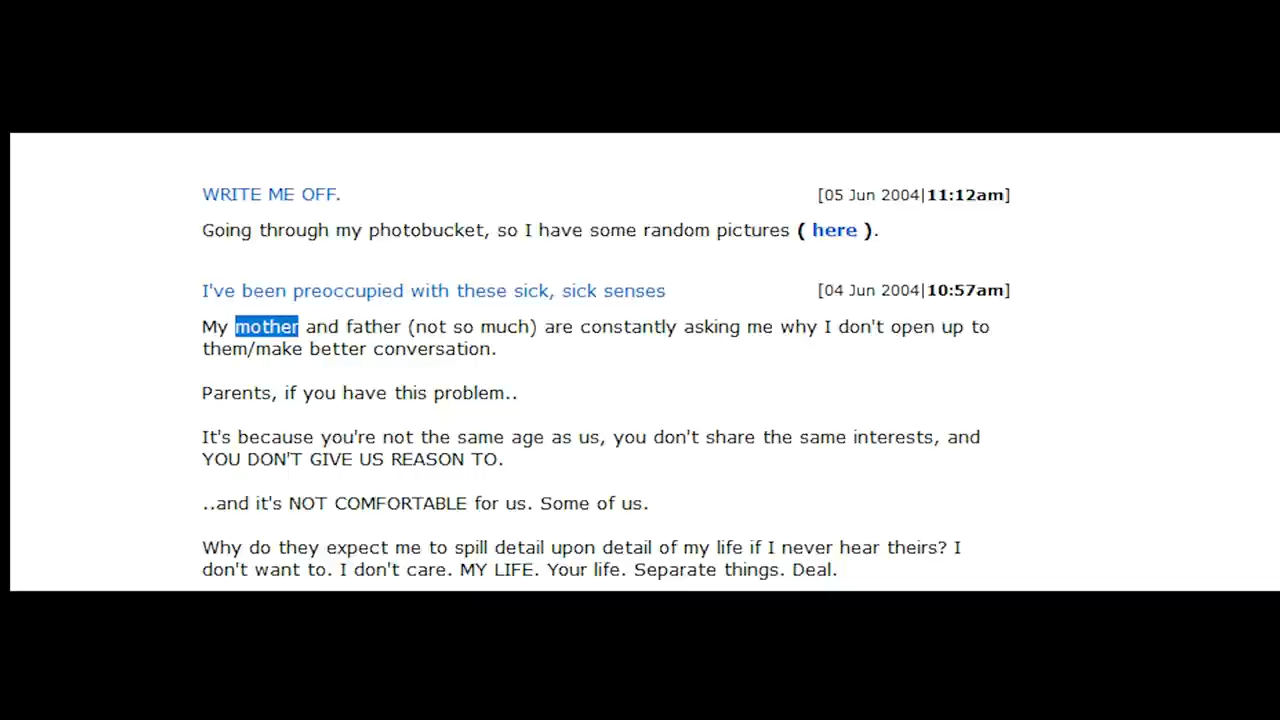 WRITE ME OFF. [05 Jun 2004|11:12am]
Going through my photobucket, so I have some random pictures ( here ).
I've been preoccupied with these sick, sick senses [04 Jun 2004|10:57am]
My mother and father (not so much) are constantly asking me why I don't open up to
them/make better conversation.
Parents, if you have this problem..
It's because you're not the same age as us, you don't share the same interests, and
YOU DON'T GIVE US REASON TO.
..and it's NOT COMFORTABLE for us. Some of us.
Why do they expect me to spill detail upon detail of my life if I never hear theirs? I
don't want to. I don't care. MY LIFE. Your life. Separate things. Deal.